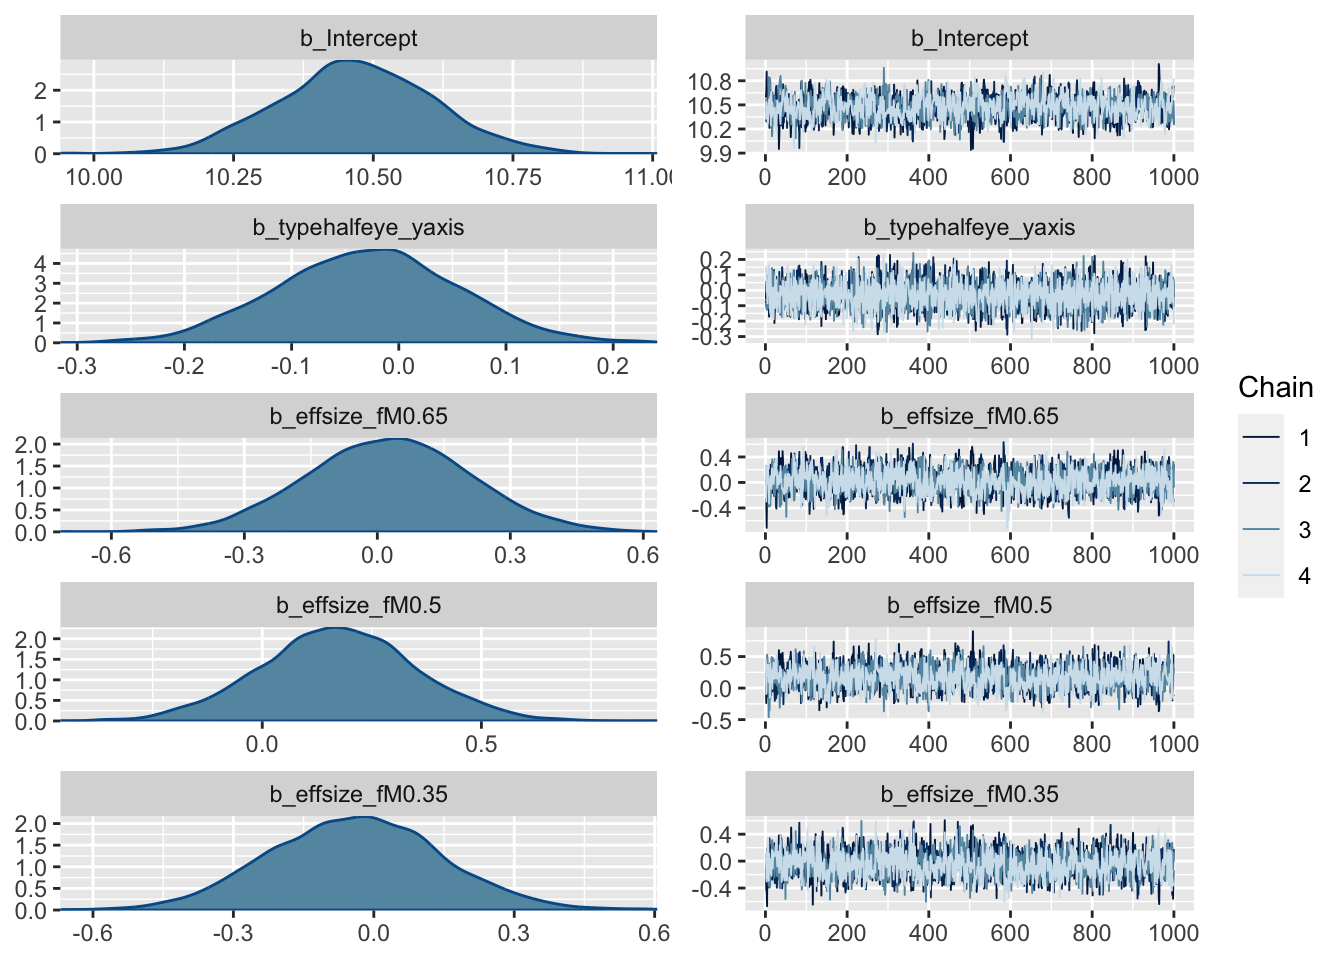 b_Intercept
2
1
0
10.00 10.25 10.50 10.75 11.0
b_Intercept
10.8
10.5
10.2
9.9
0 200 400 600 800 1000
b_typehalfeye_yaxis
4
3
2
1
0
-0.3 -0.2 -0.1 0.0 0.1 0.2
b_typehalfeye_yaxis
0.2
0.1
0.0
-0.1
-0.2
-0.3
0 200 400 600 800 1000
b_effsize_fM0.65
2.0
1.5
1.0
0.5
0.0
-0.6 -0.3 0.0 0.3 0.6
b_effsize_fM0.65
0.4
0.0
-0.4
0 200 400 600 800 1000
b_effsize_fM0.5
2.0
1.5
1.0
0.5
0.0
0.0 0.5
b_effsize_fM0.5
0.5
0.0
-0.5
0 200 400 600 800 1000
b_effsize_fM0.35
2.0
1.5
1.0
0.5
0.0
-0.6 -0.3 0.0 0.3 0.6
b_effsize_fM0.35
0.4
0.0
-0.4
0 200 400 600 800 1000
Chain
1
2
3
4